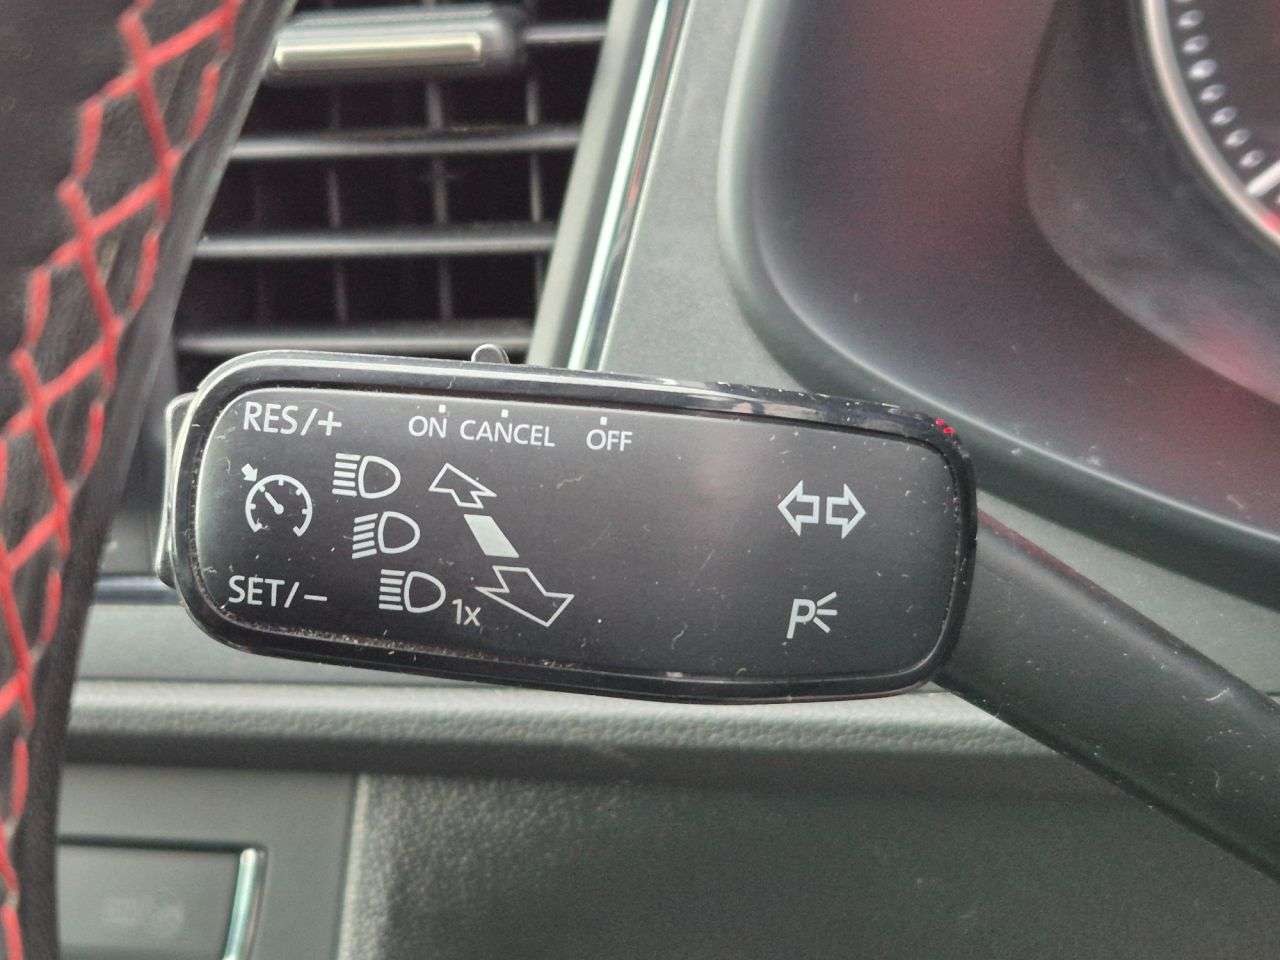 RES/+ ON CANCEL OFF
SET/− 1x P